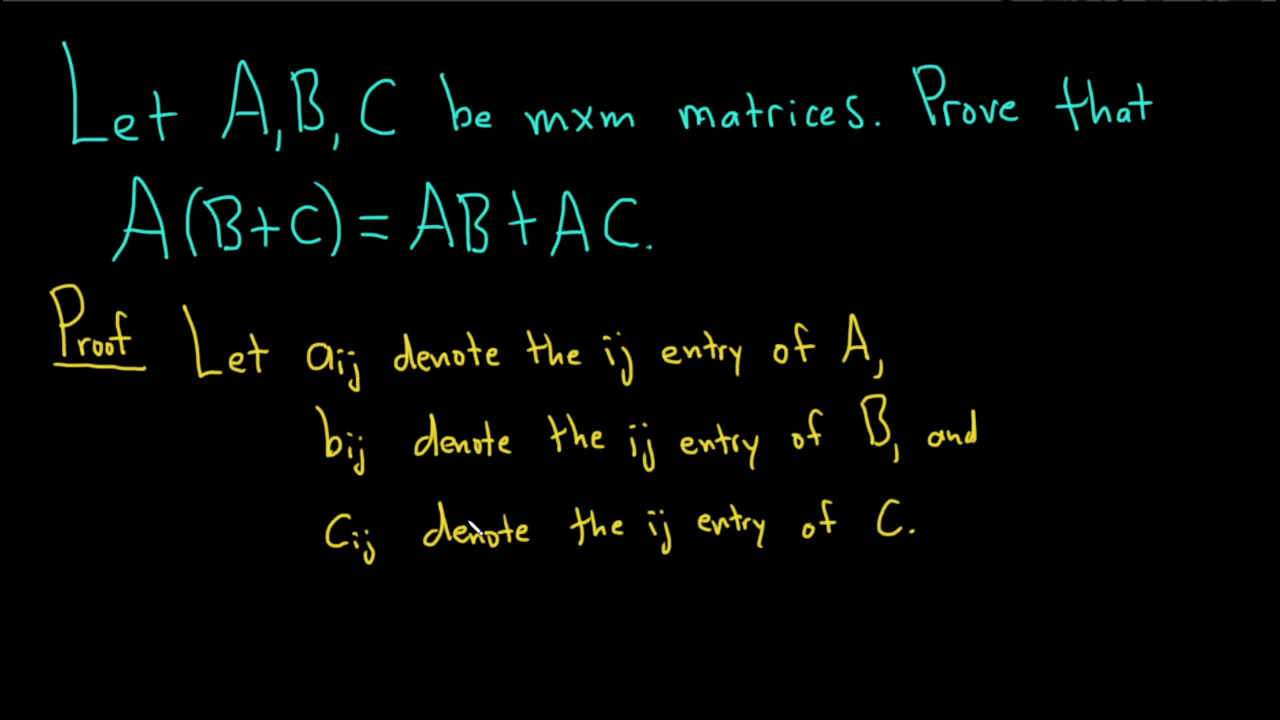 Let A, B, C be mxm matrices. Prove that
A(B+C) = AB + AC.
Proof Let aij denote the ij entry of A,
bij denote the ij entry of B, and
cij denote the ij entry of C.